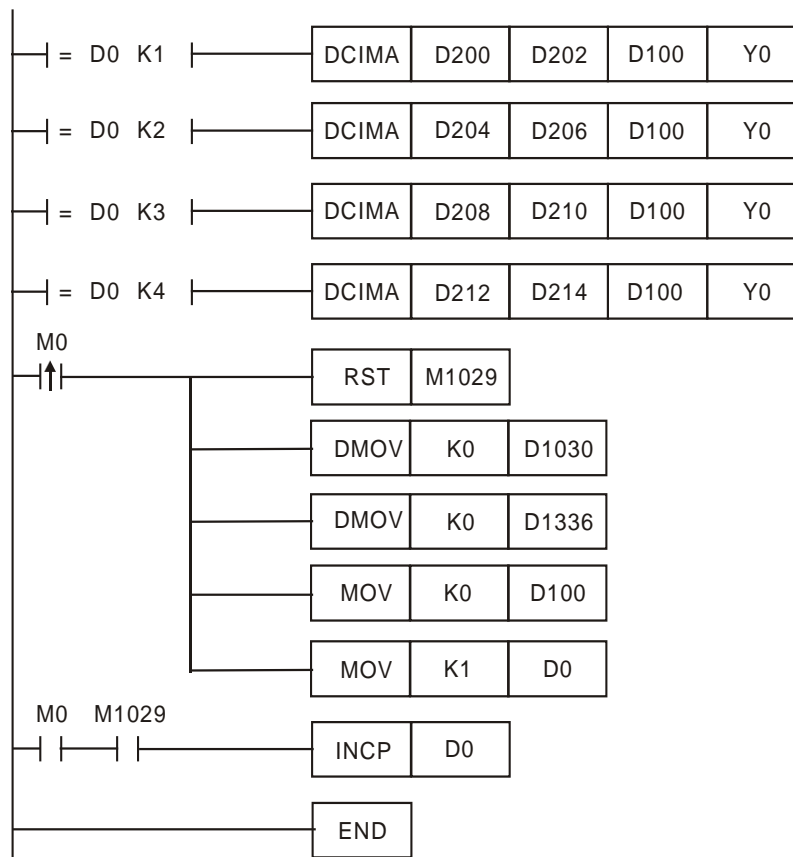 = D0 K1 DCIMA D200 D202 D100 Y0
= D0 K2 DCIMA D204 D206 D100 Y0
= D0 K3 DCIMA D208 D210 D100 Y0
= D0 K4 DCIMA D212 D214 D100 Y0
M0
RST M1029
DMOV K0 D1030
DMOV K0 D1336
MOV K0 D100
MOV K1 D0
M0 M1029
INCP D0
END